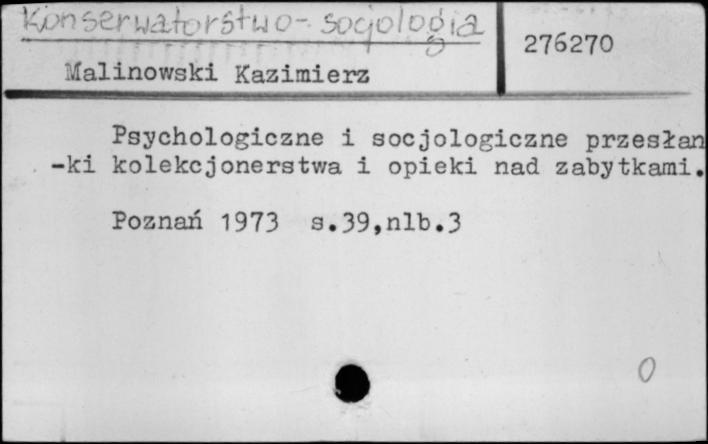 Konserwatorstwo - socjologia
276270
Malinowski Kazimierz
Psychologiczne i socjologiczne przesłan
-ki kolekcjonerstwa i opieki nad zabytkami.
Poznań 1973 s.39,nlb.3
0